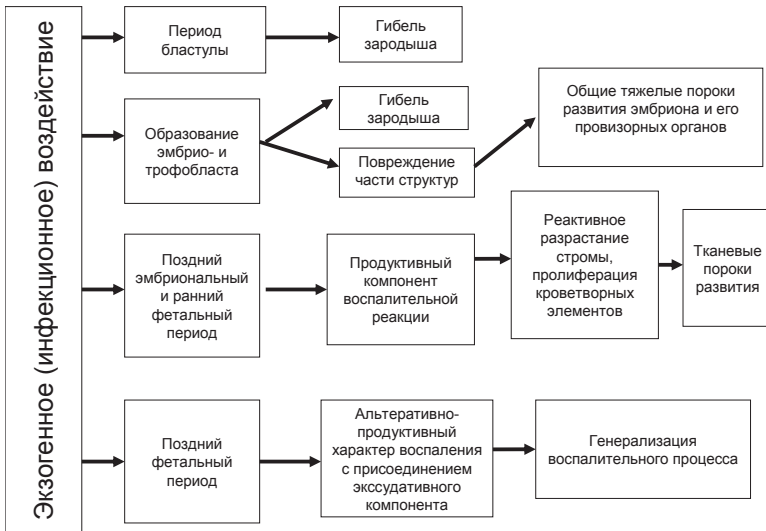 Экзогенное (инфекционное) воздействие
Период
бластулы
Гибель
зародыша
Образование
эмбрио- и
трофобласта
Гибель
зародыша
Повреждение
части структур
Общие тяжелые пороки
развития эмбриона и его
провизорных органов
Поздний
эмбриональный
и ранний
фетальный
период
Продуктивный
компонент
воспалительной
реакции
Реактивное
разрастание
стромы,
пролиферация
кроветворных
элементов
Тканевые
пороки
развития
Поздний
фетальный
период
Альтеративно-
продуктивный
характер воспаления
с присоединением
экссудативного
компонента
Генерализация
воспалительного процесса